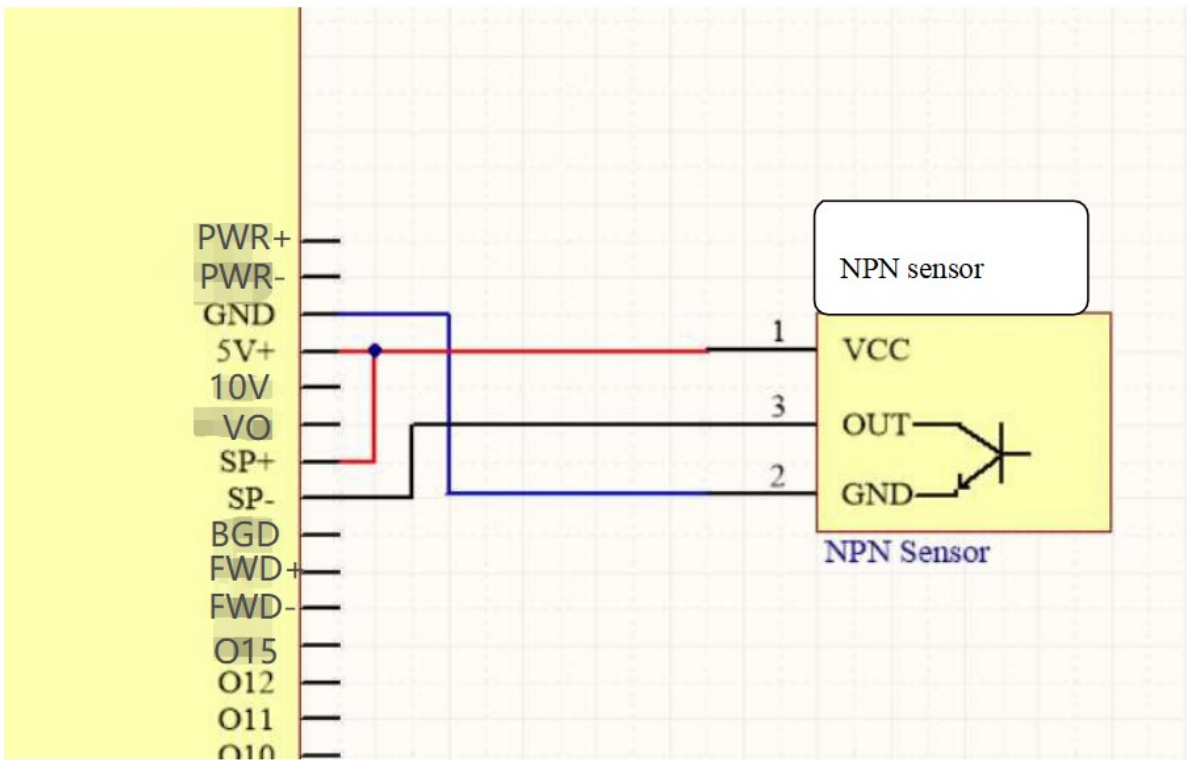 PWR+
PWR-
GND
5V+
10V
VO
SP+
SP-
BGD
FWD+
FWD-
O15
O12
O11
O10
NPN sensor
1
VCC
3
OUT
2
GND
NPN Sensor